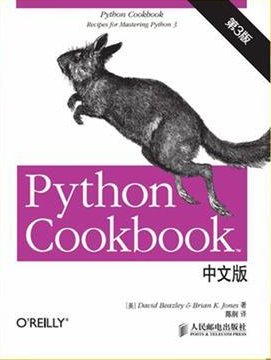 Python Cookbook
Recipes for Mastering Python 3
第3版
Python
Cookbook™
中文版
O'REILLY®
[美] David Beazley & Brian K. Jones 著
陈舸 译
人民邮电出版社
POSTS & TELECOM PRESS